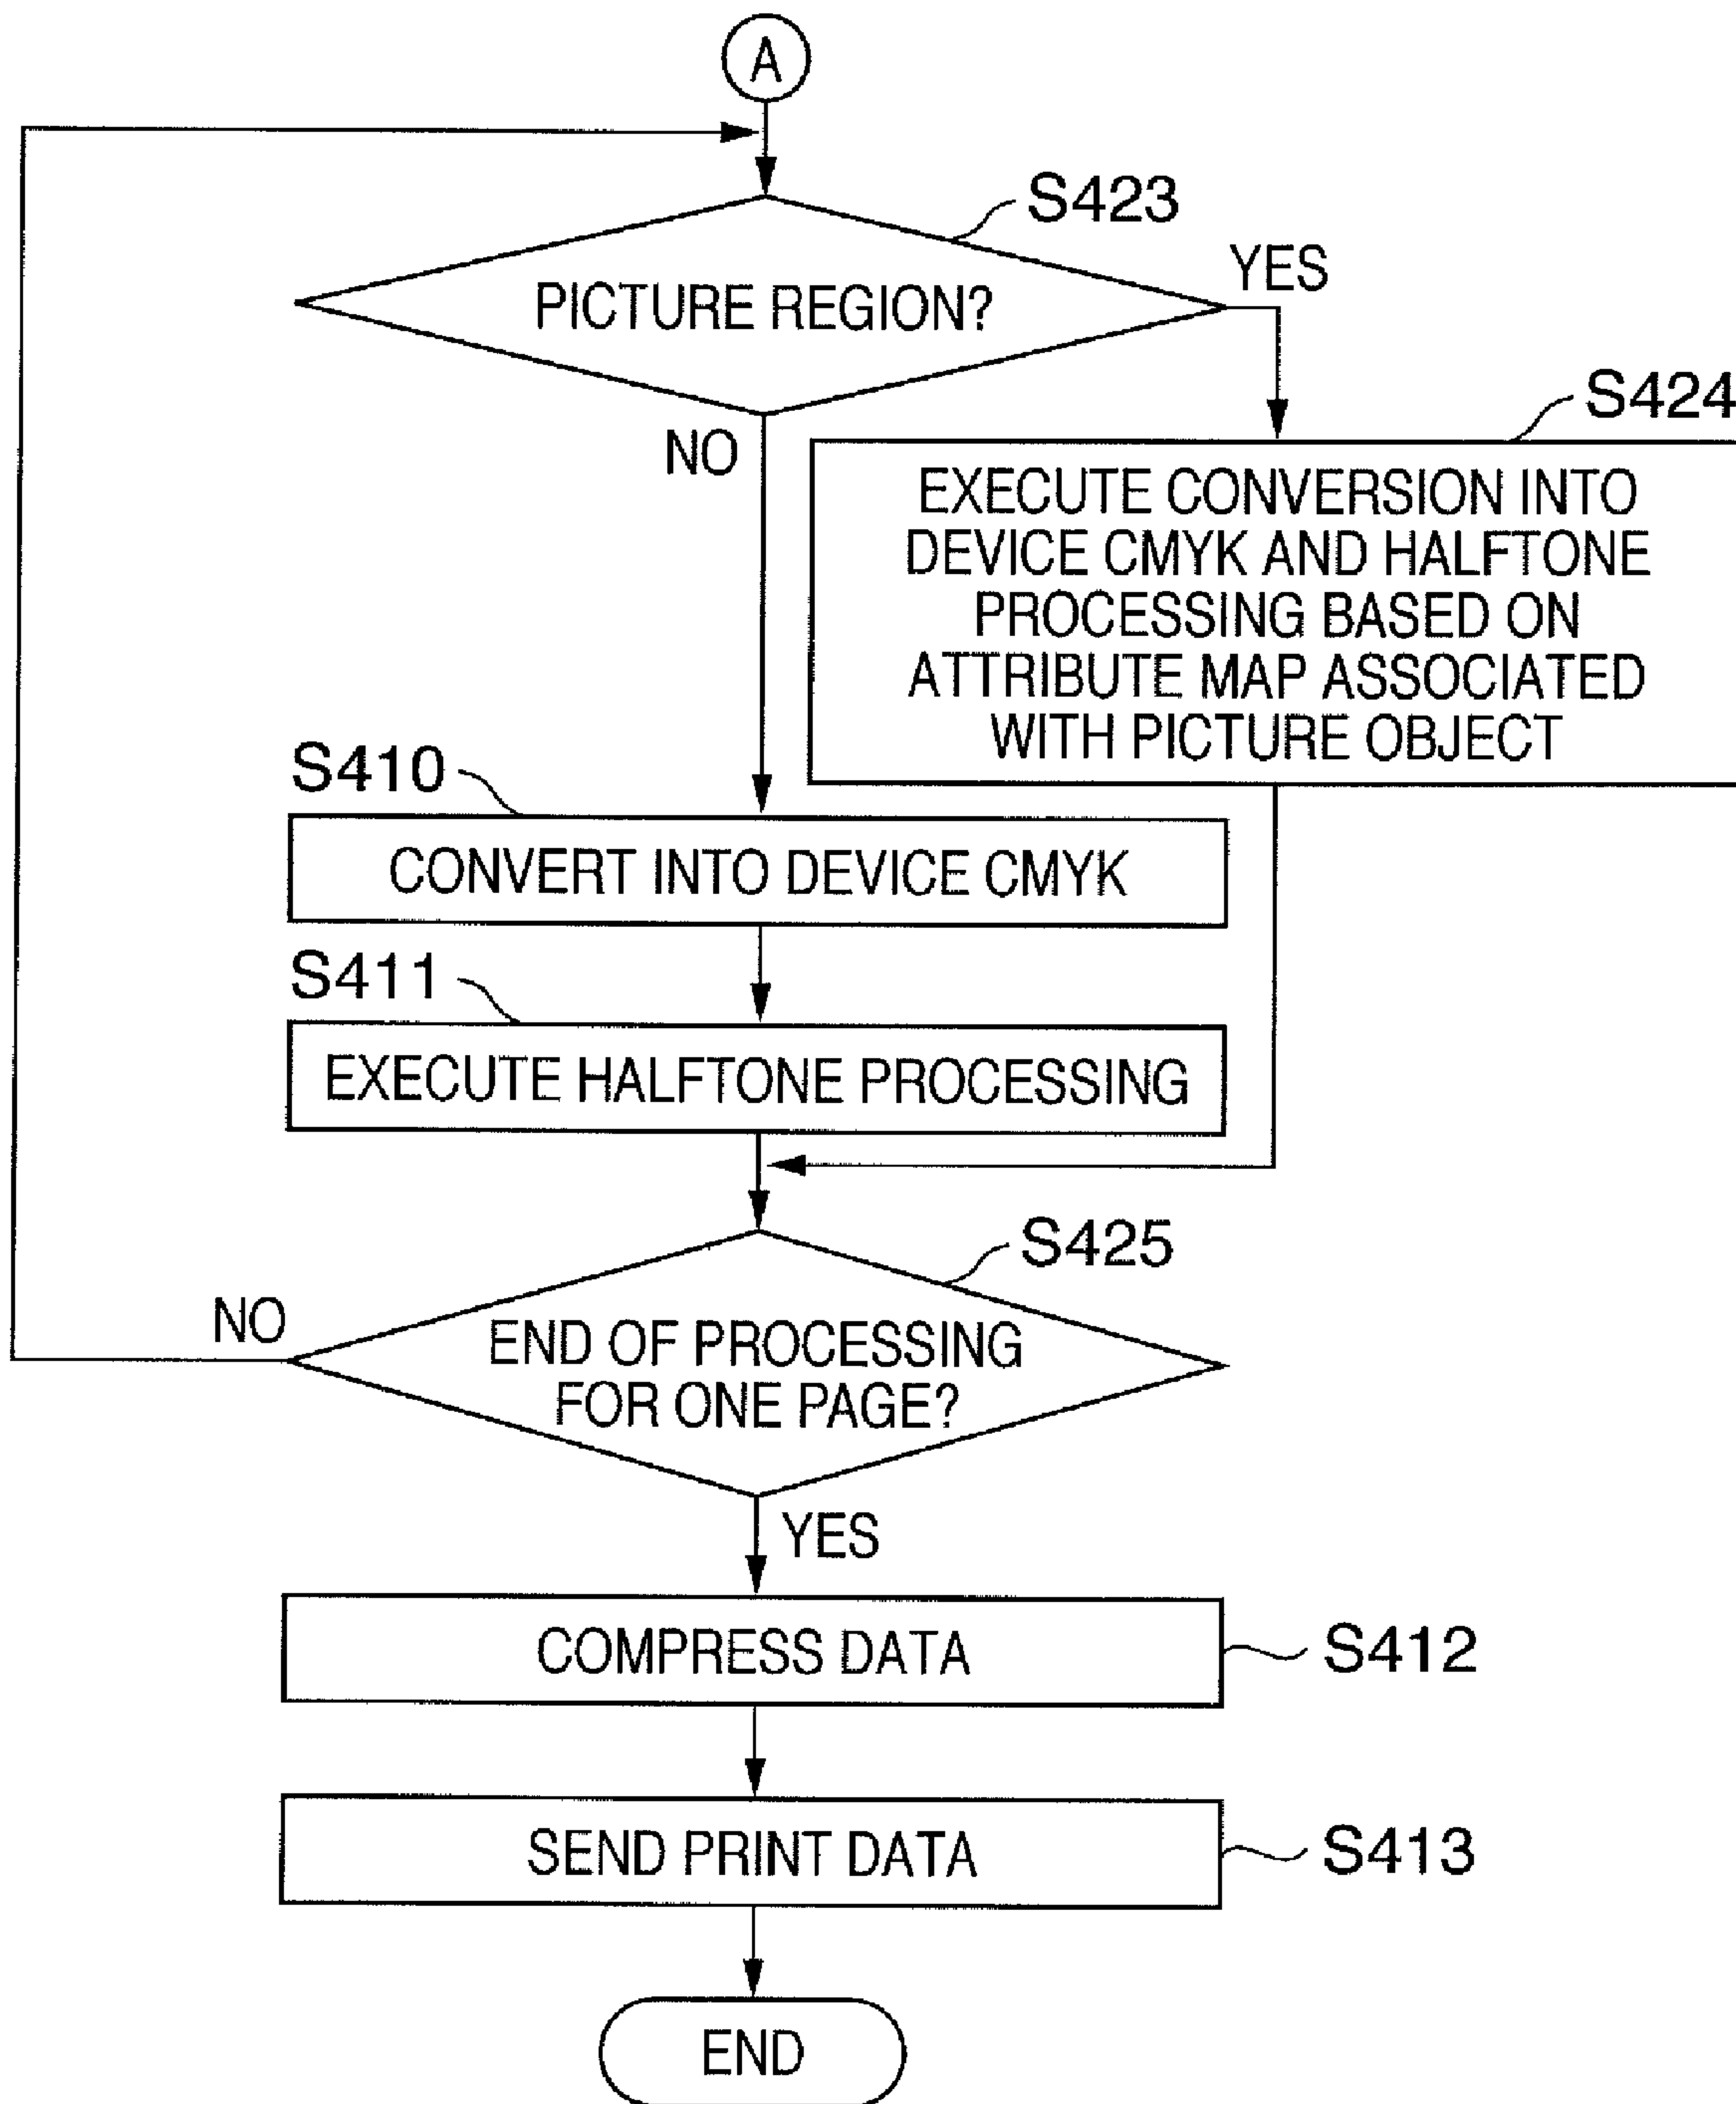 A
S423
PICTURE REGION?
YES
NO
S424
EXECUTE CONVERSION INTO
DEVICE CMYK AND HALFTONE
PROCESSING BASED ON
ATTRIBUTE MAP ASSOCIATED
WITH PICTURE OBJECT
S410
CONVERT INTO DEVICE CMYK
S411
EXECUTE HALFTONE PROCESSING
S425
NO
END OF PROCESSING
FOR ONE PAGE?
YES
COMPRESS DATA
S412
SEND PRINT DATA
S413
END